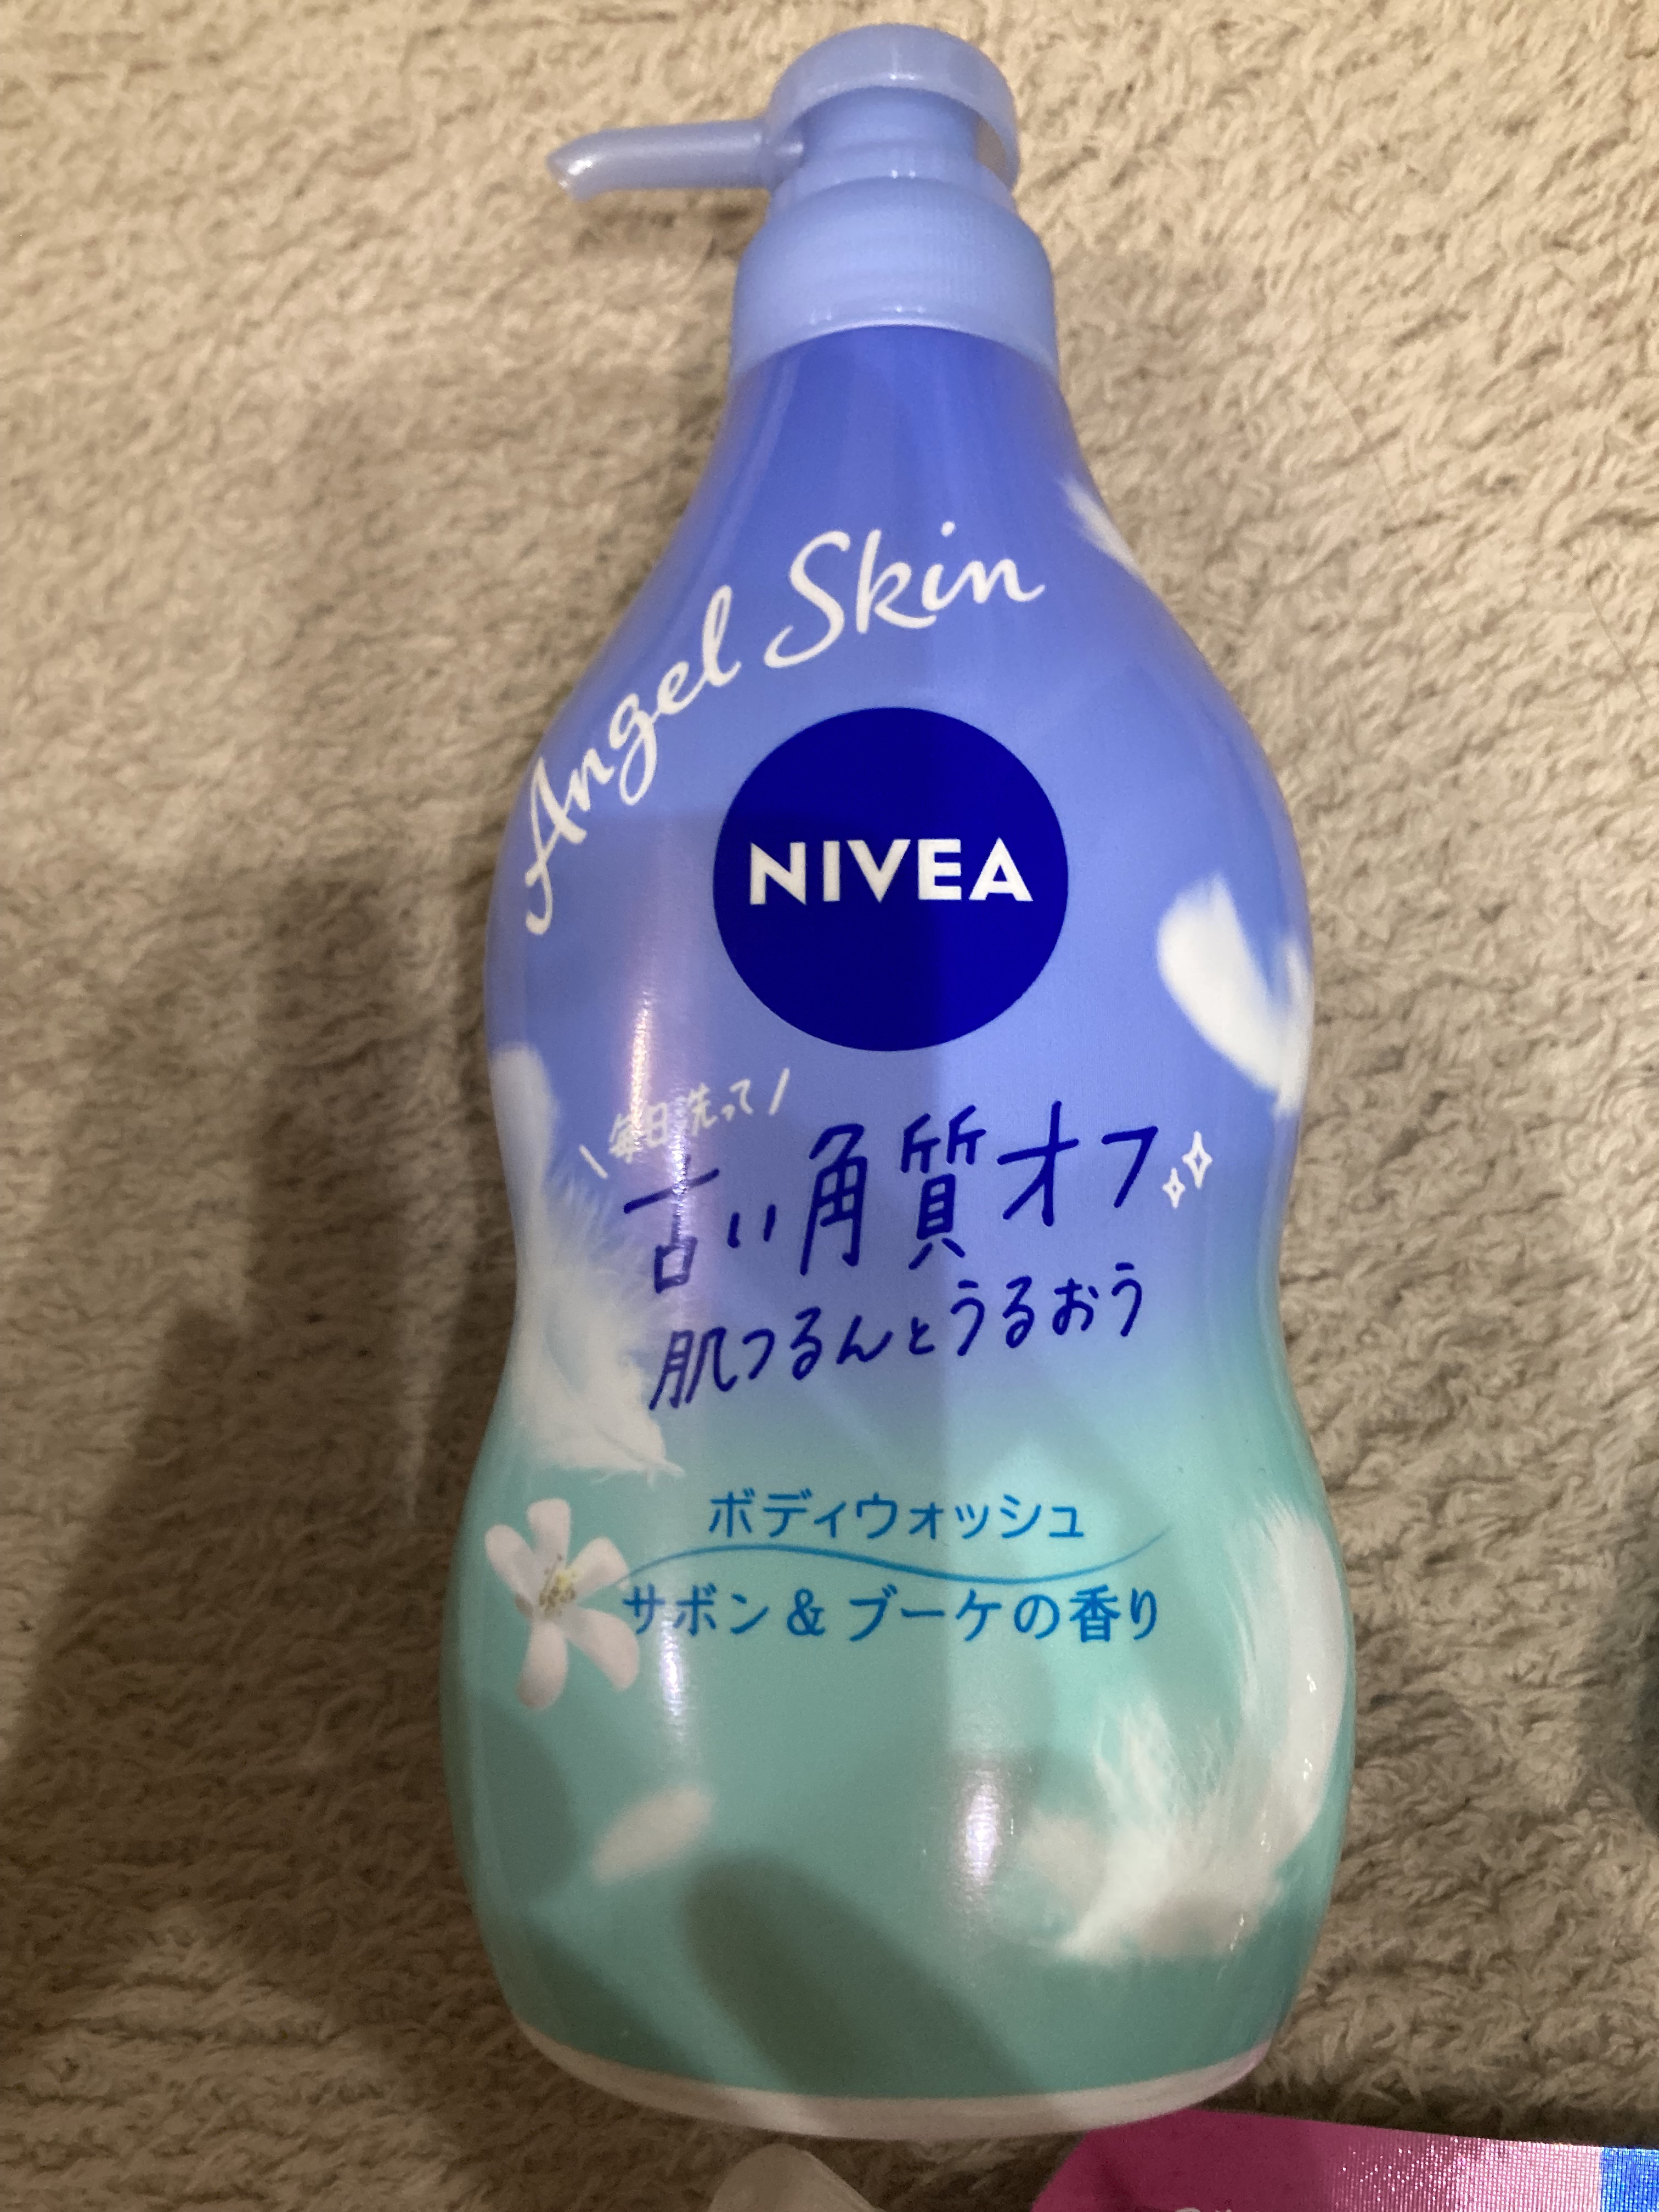 Angel Skin
NIVEA
\ 毎日洗って /
古い角質オフ
肌つるんとうるおう
ボディウォッシュ
サボン & ブーケの香り